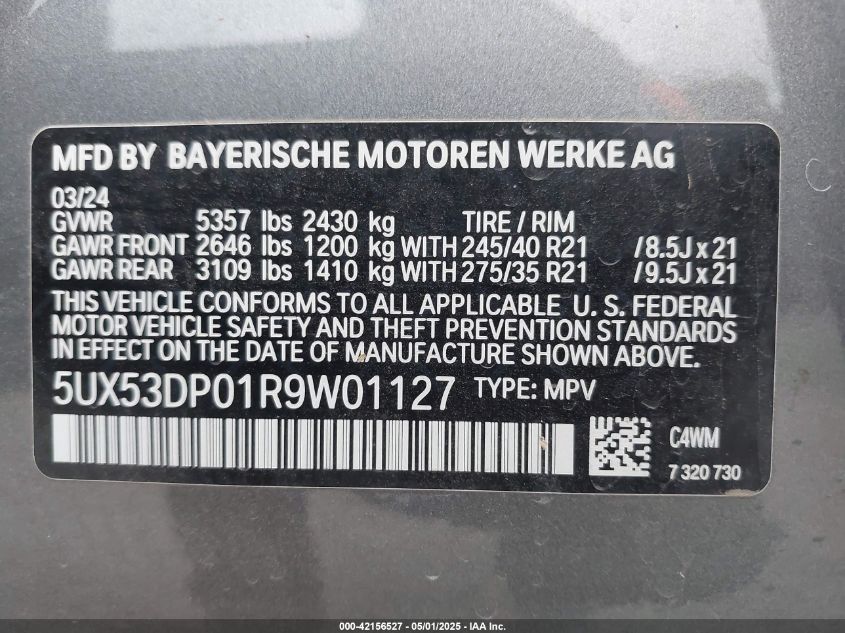 MFD BY BAYERISCHE MOTOREN WERKE AG
03/24
GVWR 5357 lbs 2430 kg TIRE / RIM
GAWR FRONT 2646 lbs 1200 kg WITH 245/40 R21 /8.5J x 21
GAWR REAR 3109 lbs 1410 kg WITH 275/35 R21 /9.5J x 21
THIS VEHICLE CONFORMS TO ALL APPLICABLE U. S. FEDERAL
MOTOR VEHICLE SAFETY AND THEFT PREVENTION STANDARDS
IN EFFECT ON THE DATE OF MANUFACTURE SHOWN ABOVE.
5UX53DP01R9W01127 TYPE: MPV
C4WM
7 320 730
000-42156527 - 05/01/2025 - IAA Inc.